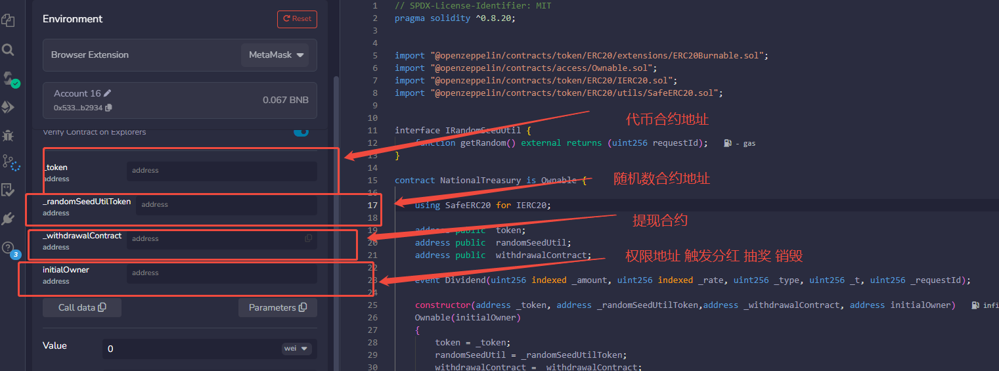 Environment
Reset
Browser Extension
MetaMask
Account 16
0x533...b2934
0.067 BNB
Verify Contract on Explorers
_token
address
address
_randomSeedUtilToken
address
address
_withdrawalContract
address
address
initialOwner
address
address
Call data
Parameters
Value
0
wei
3
1 // SPDX-License-Identifier: MIT
2 pragma solidity ^0.8.20;
3
4
5 import "@openzeppelin/contracts/token/ERC20/extensions/ERC20Burnable.sol";
6 import "@openzeppelin/contracts/access/Ownable.sol";
7 import "@openzeppelin/contracts/token/ERC20/IERC20.sol";
8 import "@openzeppelin/contracts/token/ERC20/utils/SafeERC20.sol";
9
10
代币合约地址
11 interface IRandomSeedUtil {
12 function getRandom() external returns (uint256 requestId); - gas
13 }
14
随机数合约地址
15 contract NationalTreasury is Ownable {
16
17 using SafeERC20 for IERC20;
18
提现合约
19 address public token;
20 address public randomSeedUtil;
21 address public withdrawalContract;
权限地址 触发分红 抽奖 销毁
22
23 event Dividend(uint256 indexed _amount, uint256 indexed _rate, uint256 _type, uint256 _t, uint256 _requestId);
24
25 constructor(address _token, address _randomSeedUtilToken,address _withdrawalContract, address initialOwner) infi
26 Ownable(initialOwner)
27 {
28 token = _token;
29 randomSeedUtil = _randomSeedUtilToken;
30 withdrawalContract = _withdrawalContract;